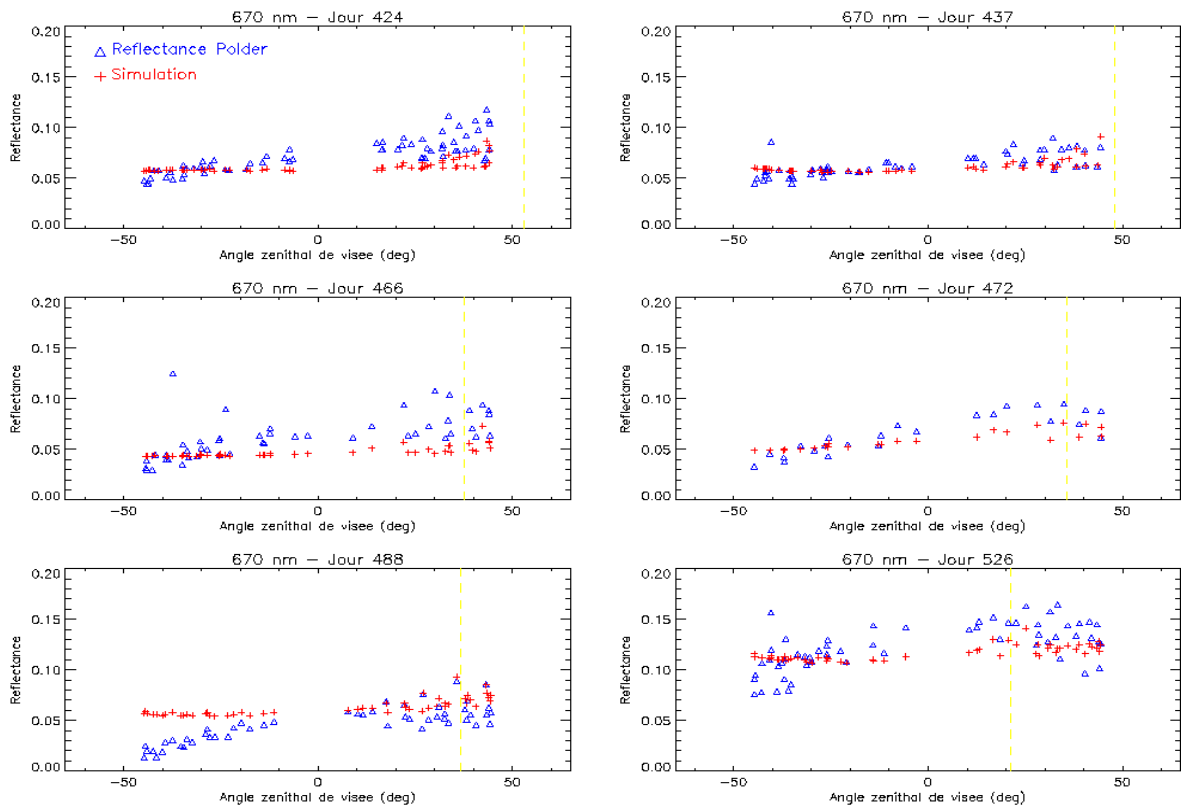 670 nm – Jour 424
0.20
0.15
0.10
0.05
0.00
Reflectance
Reflectance Polder
Simulation
−50
0
50
Angle zenithal de visee (deg)
670 nm – Jour 437
0.20
0.15
0.10
0.05
0.00
Reflectance
−50
0
50
Angle zenithal de visee (deg)
670 nm – Jour 466
0.20
0.15
0.10
0.05
0.00
Reflectance
−50
0
50
Angle zenithal de visee (deg)
670 nm – Jour 472
0.20
0.15
0.10
0.05
0.00
Reflectance
−50
0
50
Angle zenithal de visee (deg)
670 nm – Jour 488
0.20
0.15
0.10
0.05
0.00
Reflectance
−50
0
50
Angle zenithal de visee (deg)
670 nm – Jour 526
0.20
0.15
0.10
0.05
0.00
Reflectance
−50
0
50
Angle zenithal de visee (deg)